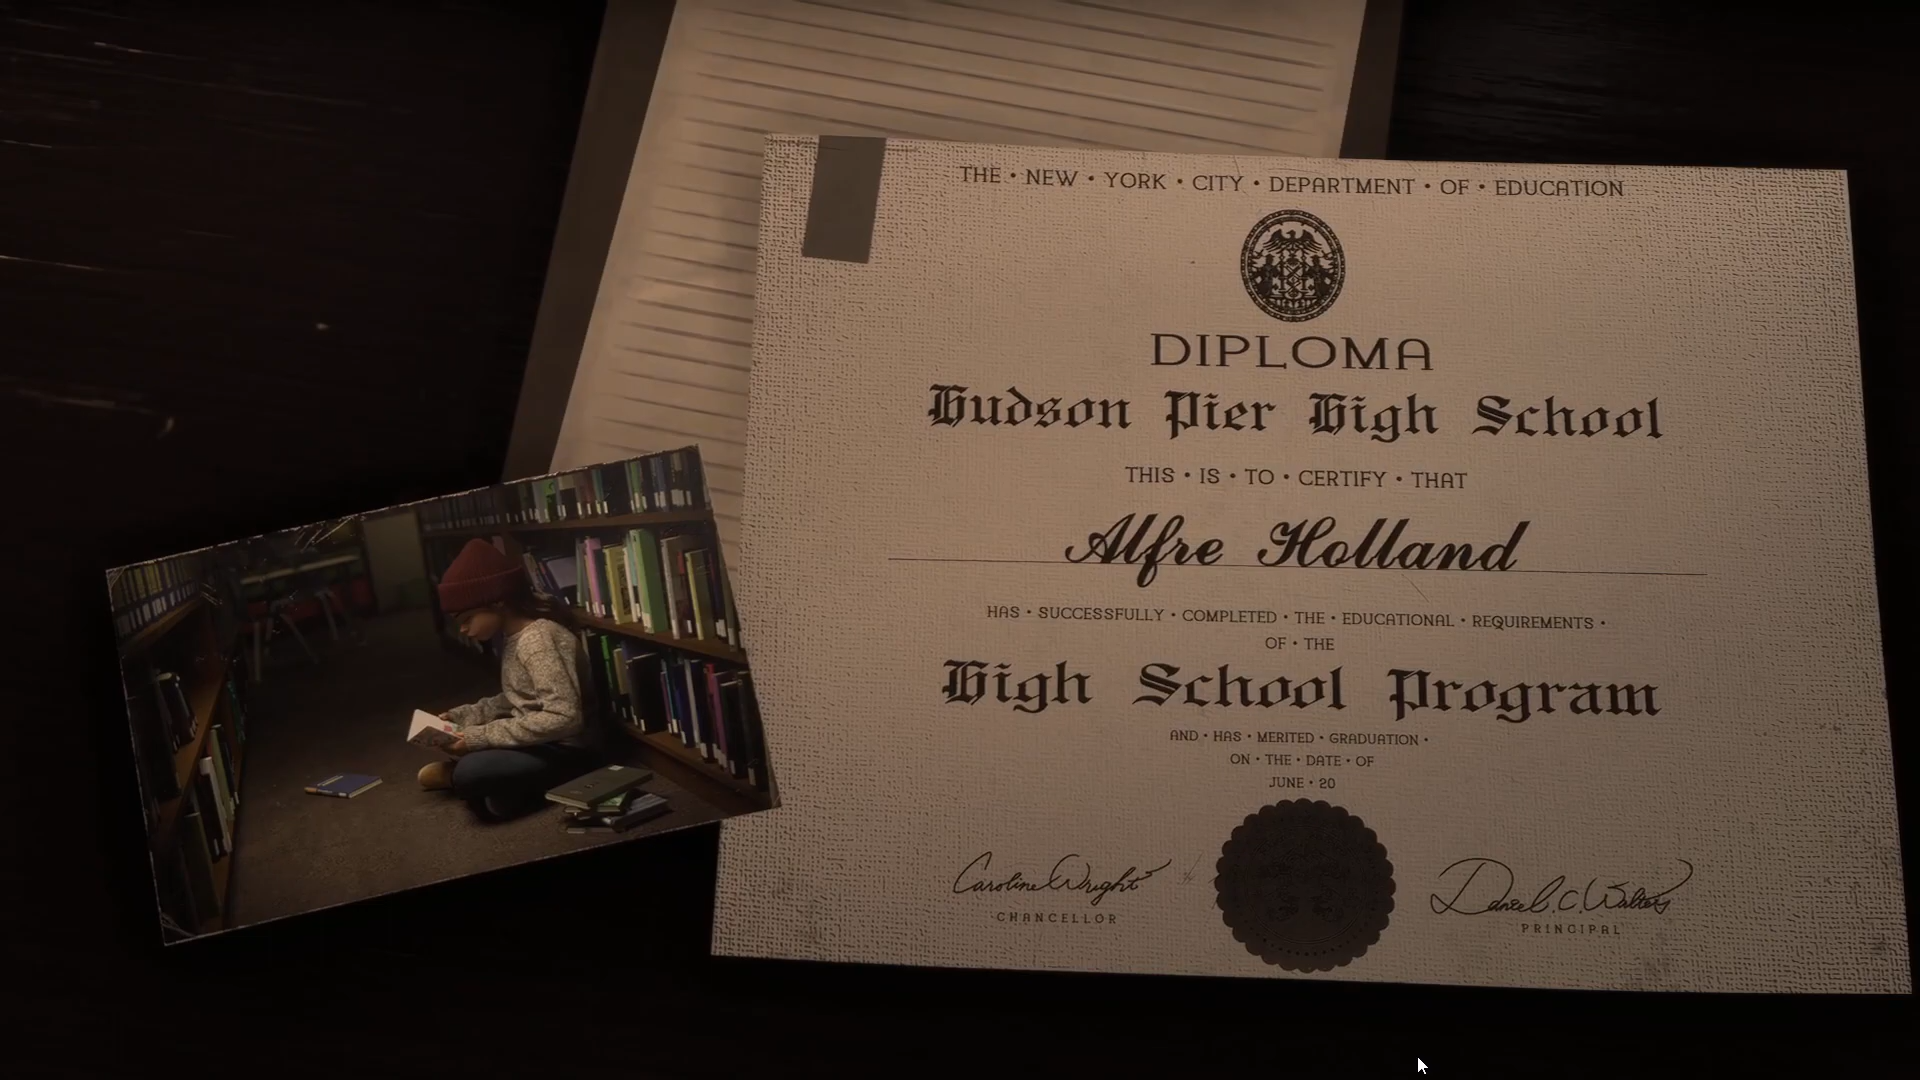 THE • NEW • YORK • CITY • DEPARTMENT • OF • EDUCATION
DIPLOMA
Hudson Pier High School
THIS • IS • TO • CERTIFY • THAT
Alfre Holland
HAS • SUCCESSFULLY • COMPLETED • THE • EDUCATIONAL • REQUIREMENTS •
OF • THE
High School Program
AND • HAS • MERITED • GRADUATION •
ON • THE • DATE • OF
JUNE • 20
Caroline Wright
CHANCELLOR
Daniel C. Walters
PRINCIPAL